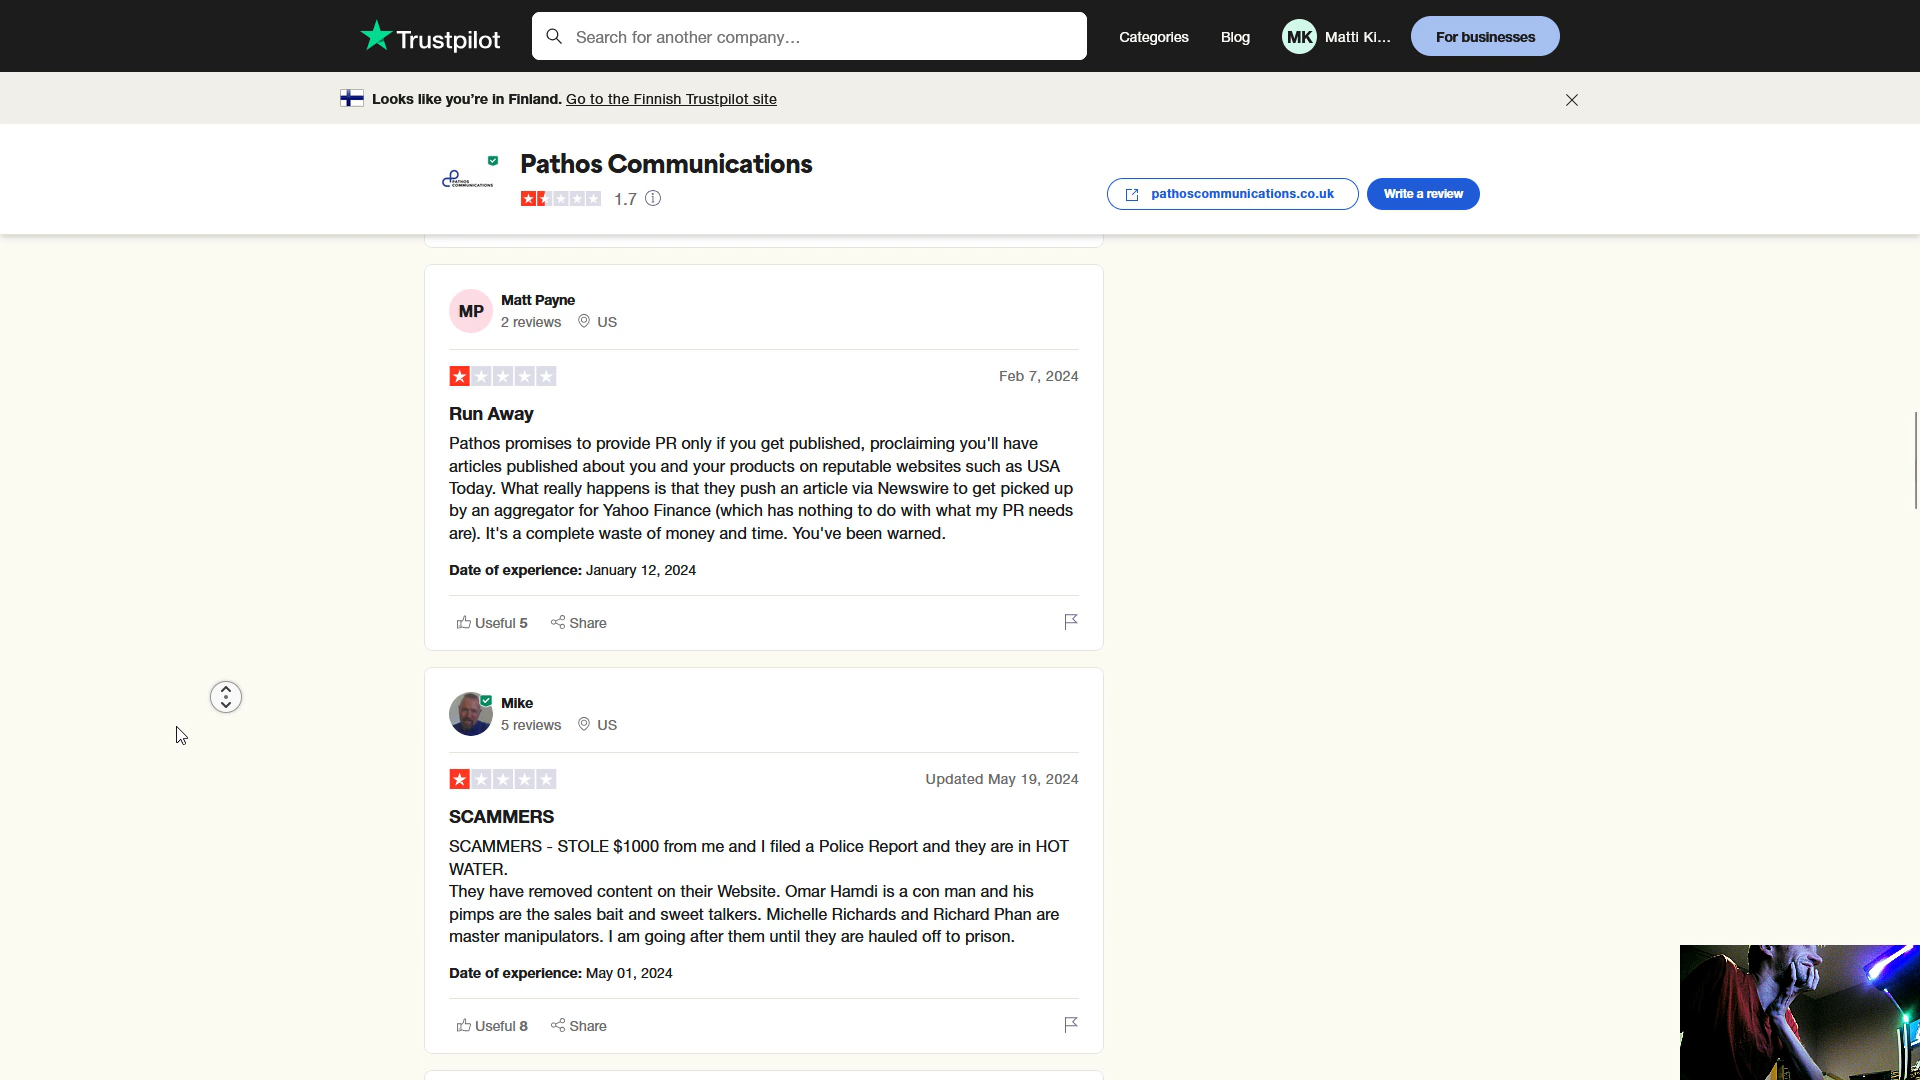 Trustpilot
Search for another company...
Categories
Blog
MK
Matti Ki...
For businesses
Looks like you're in Finland. Go to the Finnish Trustpilot site
PATHOS
COMMUNICATIONS
Pathos Communications
1.7
pathoscommunications.co.uk
Write a review
MP
Matt Payne
2 reviews US
Feb 7, 2024
Run Away
Pathos promises to provide PR only if you get published, proclaiming you'll have
articles published about you and your products on reputable websites such as USA
Today. What really happens is that they push an article via Newswire to get picked up
by an aggregator for Yahoo Finance (which has nothing to do with what my PR needs
are). It's a complete waste of money and time. You've been warned.
Date of experience: January 12, 2024
Useful 5 Share
Mike
5 reviews US
Updated May 19, 2024
SCAMMERS
SCAMMERS - STOLE $1000 from me and I filed a Police Report and they are in HOT
WATER.
They have removed content on their Website. Omar Hamdi is a con man and his
pimps are the sales bait and sweet talkers. Michelle Richards and Richard Phan are
master manipulators. I am going after them until they are hauled off to prison.
Date of experience: May 01, 2024
Useful 8 Share